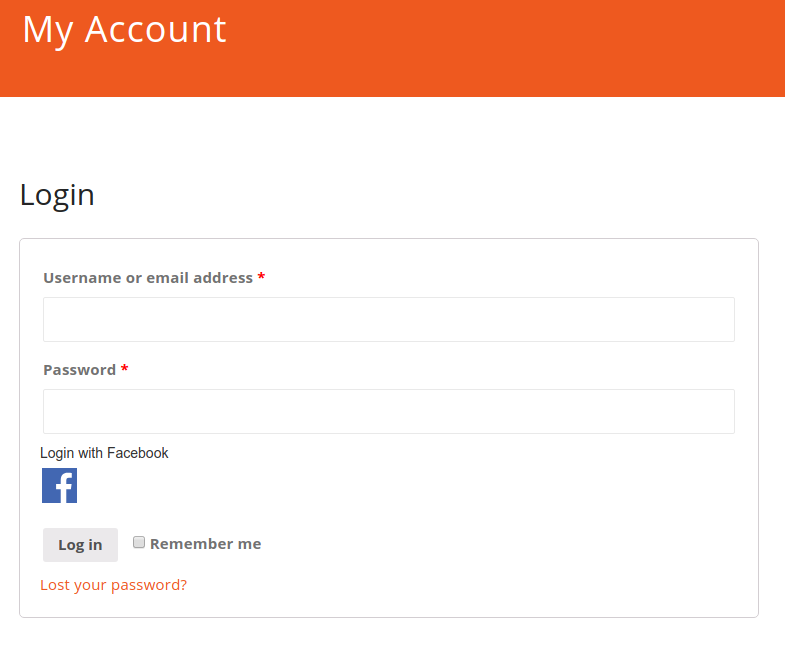 My Account
Login
Username or email address *
Password *
Login with Facebook
Log in
Remember me
Lost your password?